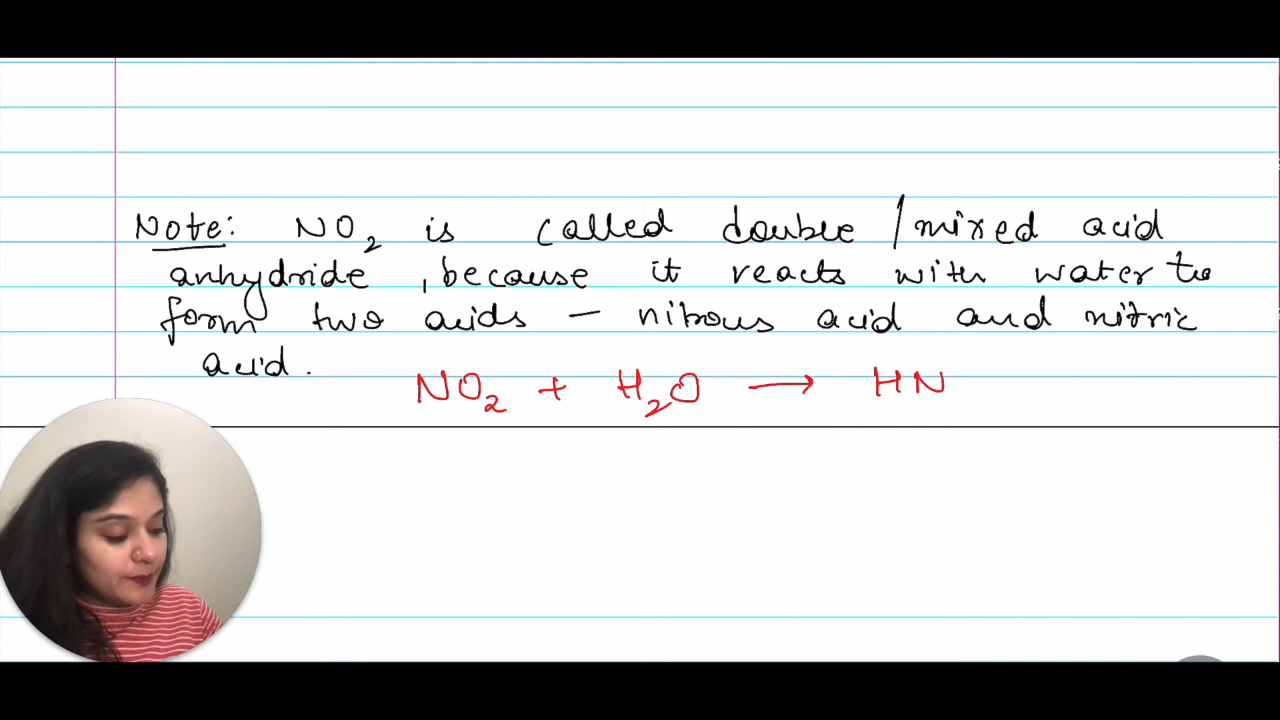 Note: NO₂ is called double/mixed acid
anhydride, because it reacts with water to
form two acids – nitrous acid and nitric
acid.
NO₂ + H₂O → HN